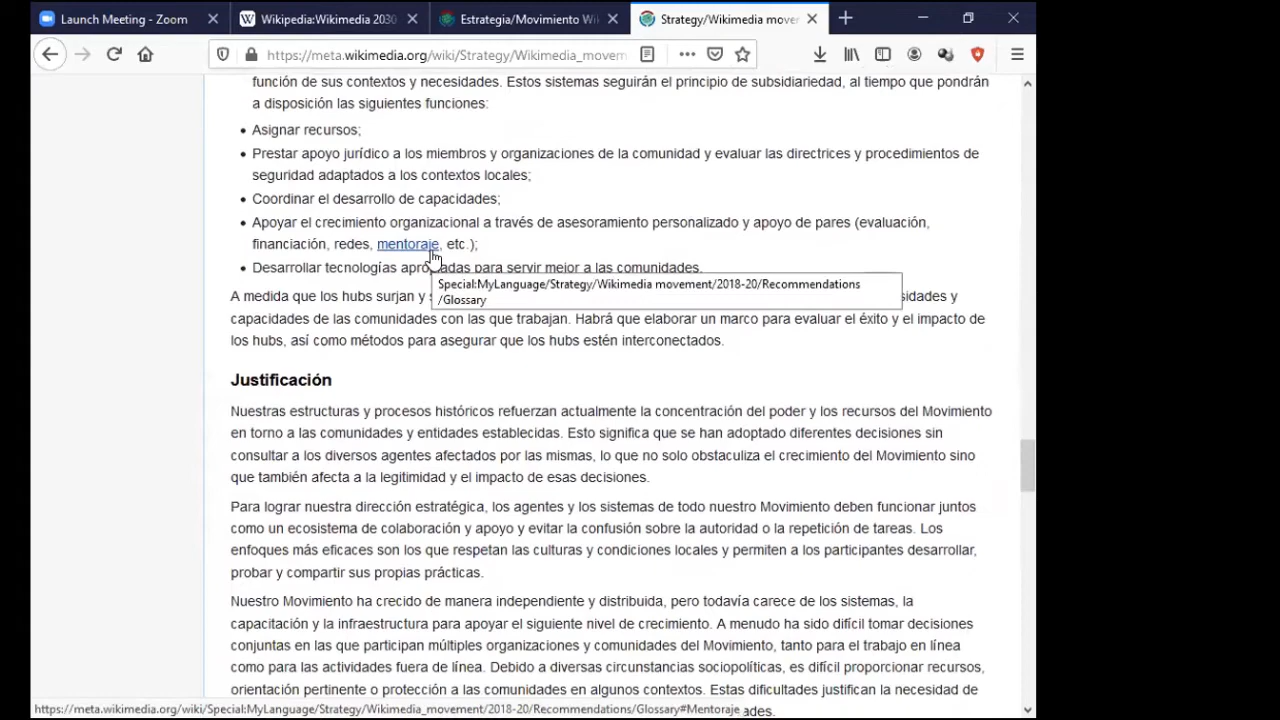 Launch Meeting - Zoom
Wikipedia:Wikimedia 2030
Estrategia/Movimiento Wi
Strategy/Wikimedia move
https://meta.wikimedia.org/wiki/Strategy/Wikimedia_movem
función de sus contextos y necesidades. Estos sistemas seguirán el principio de subsidiariedad, al tiempo que pondrán
a disposición las siguientes funciones:
Asignar recursos;
Prestar apoyo jurídico a los miembros y organizaciones de la comunidad y evaluar las directrices y procedimientos de
seguridad adaptados a los contextos locales;
Coordinar el desarrollo de capacidades;
Apoyar el crecimiento organizacional a través de asesoramiento personalizado y apoyo de pares (evaluación,
financiación, redes, mentoraje, etc.);
Desarrollar tecnologías para servir mejor a las comunidades.
Special:MyLanguage/Strategy/Wikimedia movement/2018-20/Recommendations
/Glossary
A medida que los hubs surjan y
capacidades de las comunidades con las que trabajan. Habrá que elaborar un marco para evaluar el éxito y el impacto de
los hubs, así como métodos para asegurar que los hubs estén interconectados.
Justificación
Nuestras estructuras y procesos históricos refuerzan actualmente la concentración del poder y los recursos del Movimiento
en torno a las comunidades y entidades establecidas. Esto significa que se han adoptado diferentes decisiones sin
consultar a los diversos agentes afectados por las mismas, lo que no solo obstaculiza el crecimiento del Movimiento sino
que también afecta a la legitimidad y el impacto de esas decisiones.
Para lograr nuestra dirección estratégica, los agentes y los sistemas de todo nuestro Movimiento deben funcionar juntos
como un ecosistema de colaboración y apoyo y evitar la confusión sobre la autoridad o la repetición de tareas. Los
enfoques más eficaces son los que respetan las culturas y condiciones locales y permiten a los participantes desarrollar,
probar y compartir sus propias prácticas.
Nuestro Movimiento ha crecido de manera independiente y distribuida, pero todavía carece de los sistemas, la
capacitación y la infraestructura para apoyar el siguiente nivel de crecimiento. A menudo ha sido difícil tomar decisiones
conjuntas en las que participan múltiples organizaciones y comunidades del Movimiento, tanto para el trabajo en línea
como para las actividades fuera de línea. Debido a diversas circunstancias sociopolíticas, es difícil proporcionar recursos,
orientación pertinente o protección a las comunidades en algunos contextos. Estas dificultades justifican la necesidad de
https://meta.wikimedia.org/wiki/Special:MyLanguage/Strategy/Wikimedia_movement/2018-20/Recommendations/Glossary#Mentoraje